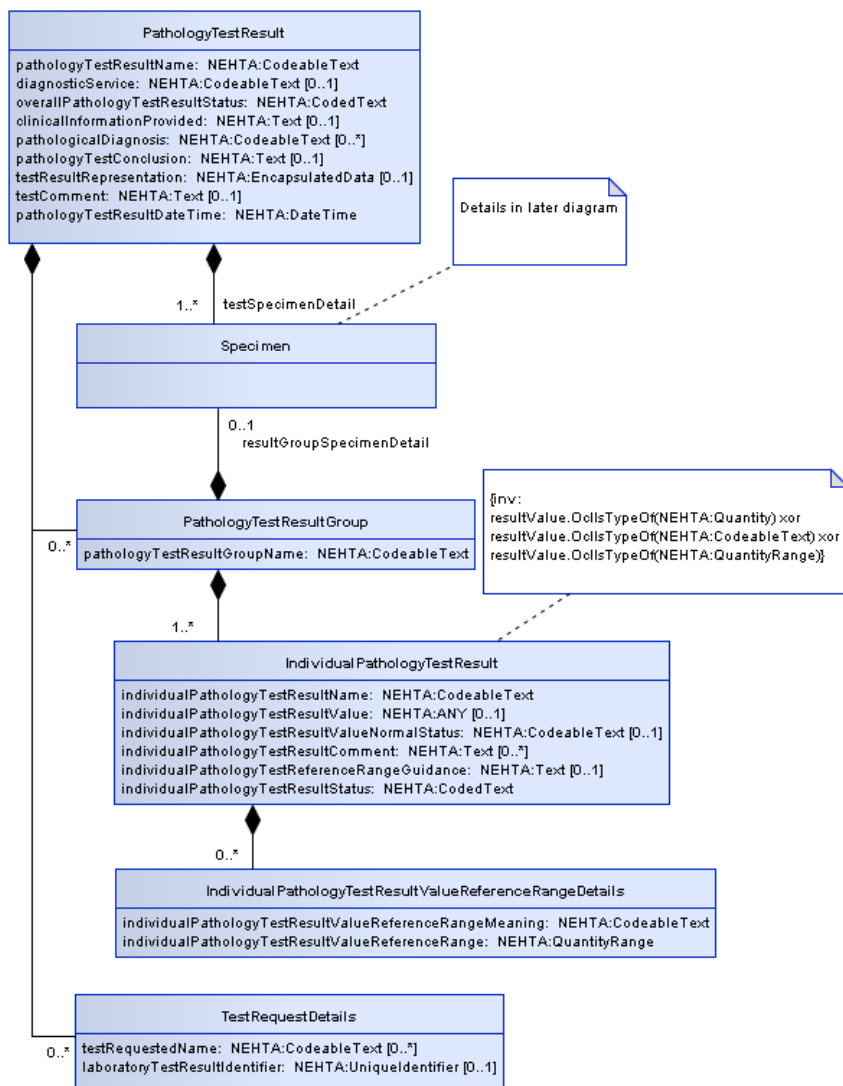 PathologyTestResult
pathologyTestResultName: NEHTA:CodeableText
diagnosticService: NEHTA:CodeableText [0..1]
overallPathologyTestResultStatus: NEHTA:CodedText
clinicalInformationProvided: NEHTA:Text [0..1]
pathologicalDiagnosis: NEHTA:CodeableText [0..*]
pathologyTestConclusion: NEHTA:Text [0..1]
testResultRepresentation: NEHTA:EncapsulatedData [0..1]
testComment: NEHTA:Text [0..1]
pathologyTestResultDateTime: NEHTA:DateTime
Details in later diagram
1..*
testSpecimenDetail
Specimen
0..1
resultGroupSpecimenDetail
{inv:
resultValue.OclIsTypeOf(NEHTA:Quantity) xor
resultValue.OclIsTypeOf(NEHTA:CodeableText) xor
resultValue.OclIsTypeOf(NEHTA:QuantityRange)}
PathologyTestResultGroup
0..*
pathologyTestResultGroupName: NEHTA:CodeableText
1..*
IndividualPathologyTestResult
individualPathologyTestResultName: NEHTA:CodeableText
individualPathologyTestResultValue: NEHTA:ANY [0..1]
individualPathologyTestResultValueNormalStatus: NEHTA:CodeableText [0..1]
individualPathologyTestResultComment: NEHTA:Text [0..*]
individualPathologyTestReferenceRangeGuidance: NEHTA:Text [0..1]
individualPathologyTestResultStatus: NEHTA:CodedText
0..*
IndividualPathologyTestResultValueReferenceRangeDetails
individualPathologyTestResultValueReferenceRangeMeaning: NEHTA:CodeableText
individualPathologyTestResultValueReferenceRange: NEHTA:QuantityRange
TestRequestDetails
0..*
testRequestedName: NEHTA:CodeableText [0..*]
laboratoryTestResultIdentifier: NEHTA:UniqueIdentifier [0..1]